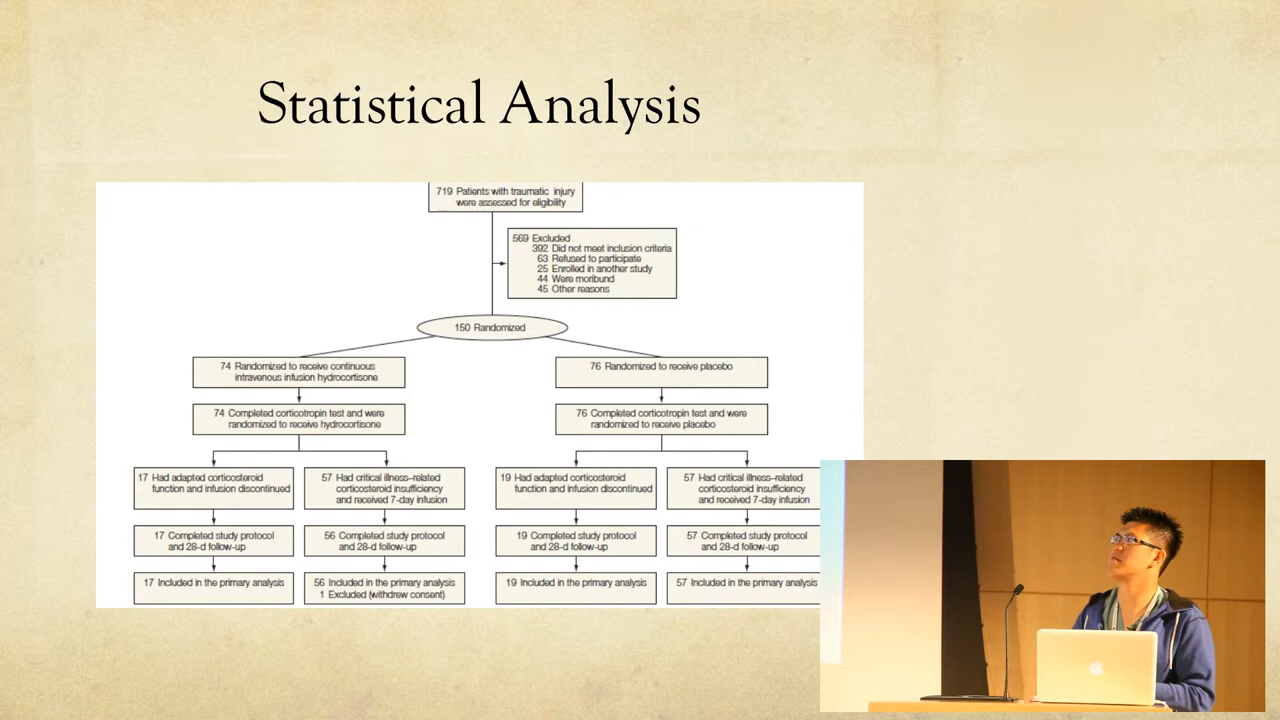 Statistical Analysis
719 Patients with traumatic injury
were assessed for eligibility
569 Excluded
392 Did not meet inclusion criteria
63 Refused to participate
25 Enrolled in another study
44 Were moribund
45 Other reasons
150 Randomized
74 Randomized to receive continuous
intravenous infusion hydrocortisone
76 Randomized to receive placebo
74 Completed corticotropin test and were
randomized to receive hydrocortisone
76 Completed corticotropin test and were
randomized to receive placebo
17 Had adapted corticosteroid
function and infusion discontinued
57 Had critical illness–related
corticosteroid insufficiency
and received 7-day infusion
19 Had adapted corticosteroid
function and infusion discontinued
57 Had critical illness–related
corticosteroid insufficiency
and received 7-day infusion
17 Completed study protocol
and 28-d follow-up
56 Completed study protocol
and 28-d follow-up
19 Completed study protocol
and 28-d follow-up
57 Completed study protocol
and 28-d follow-up
17 Included in the primary analysis
56 Included in the primary analysis
1 Excluded (withdrew consent)
19 Included in the primary analysis
57 Included in the primary analysis